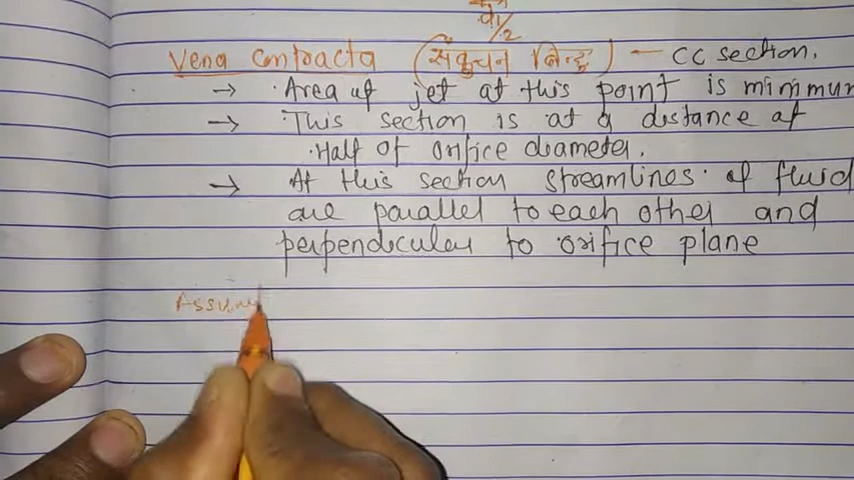 Vena Contracta (संकुचन बिन्दु) — CC section.
→ Area of jet at this point is minimum
→ This section is at a distance of
Half of orifice diameter.
→ At this section streamlines of fluid
are parallel to each other and
perpendicular to orifice plane
Assum